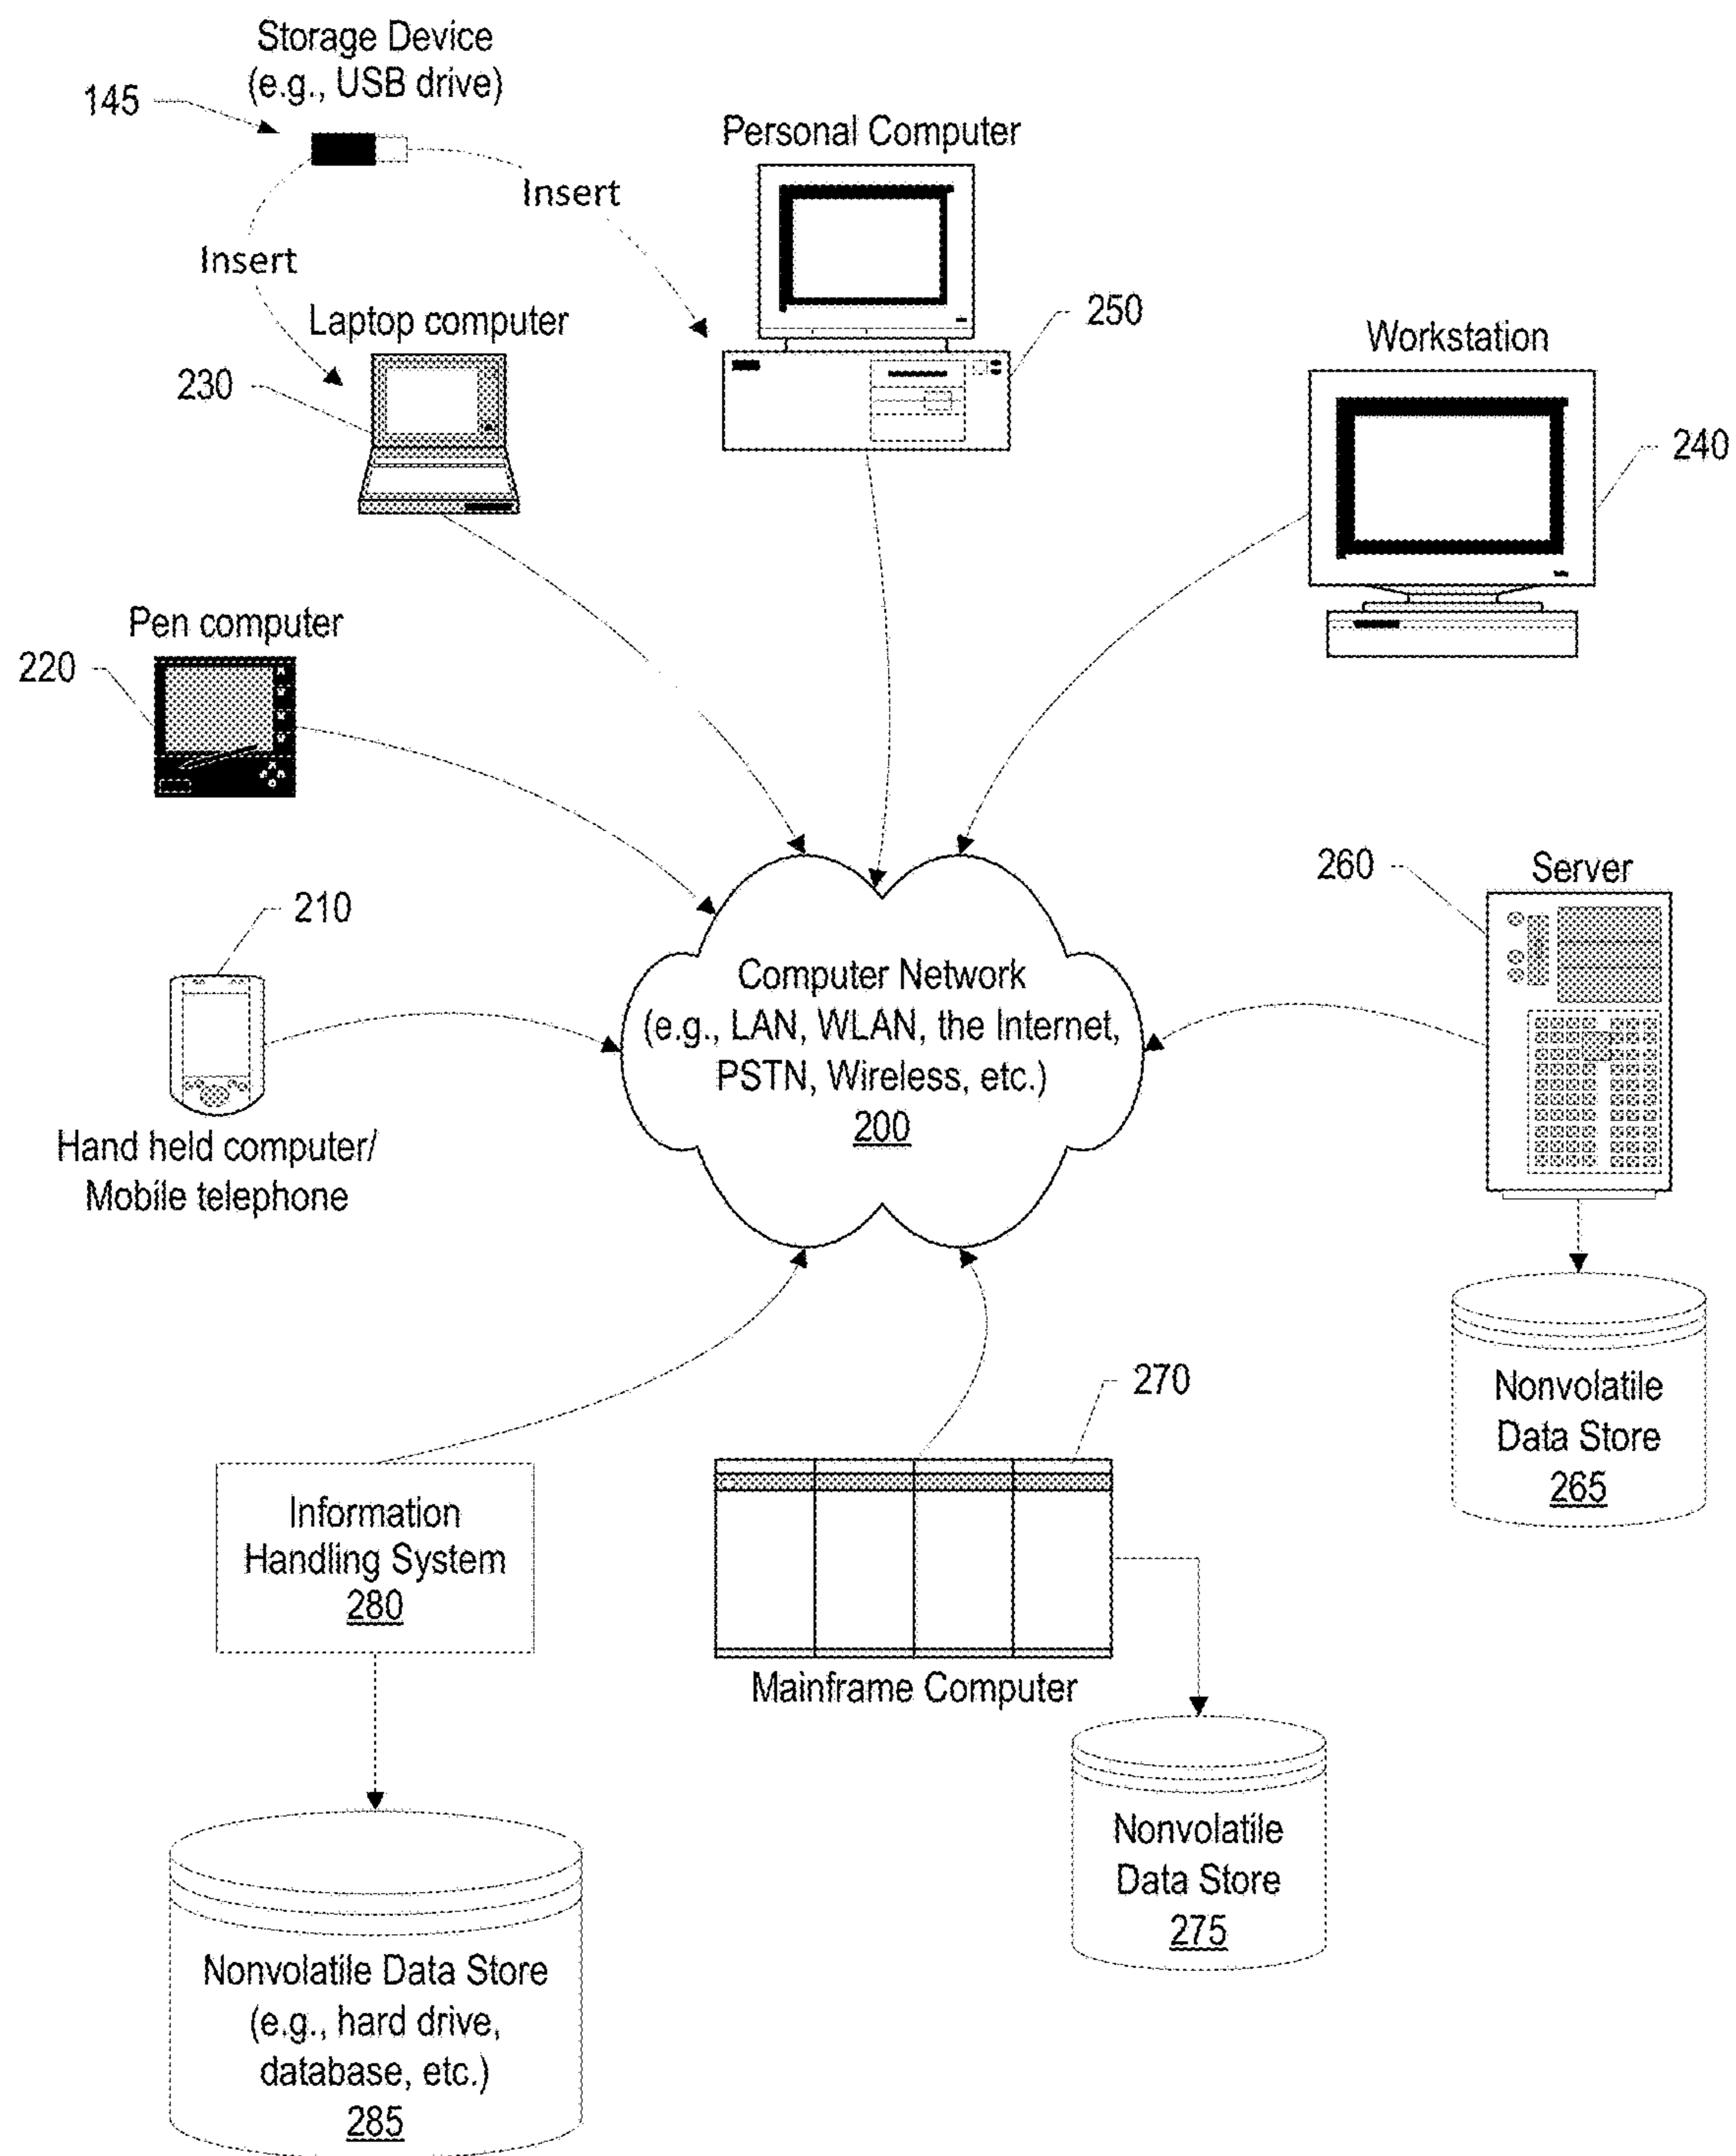 Storage Device
(e.g., USB drive)
145
Personal Computer
Insert
Insert
Laptop computer
250
Workstation
230
240
Pen computer
220
260
Server
210
Computer Network
(e.g., LAN, WLAN, the Internet,
PSTN, Wireless, etc.)
200
Hand held computer/
Mobile telephone
270
Nonvolatile
Data Store
265
Information
Handling System
280
Mainframe Computer
Nonvolatile
Data Store
275
Nonvolatile Data Store
(e.g., hard drive,
database, etc.)
285